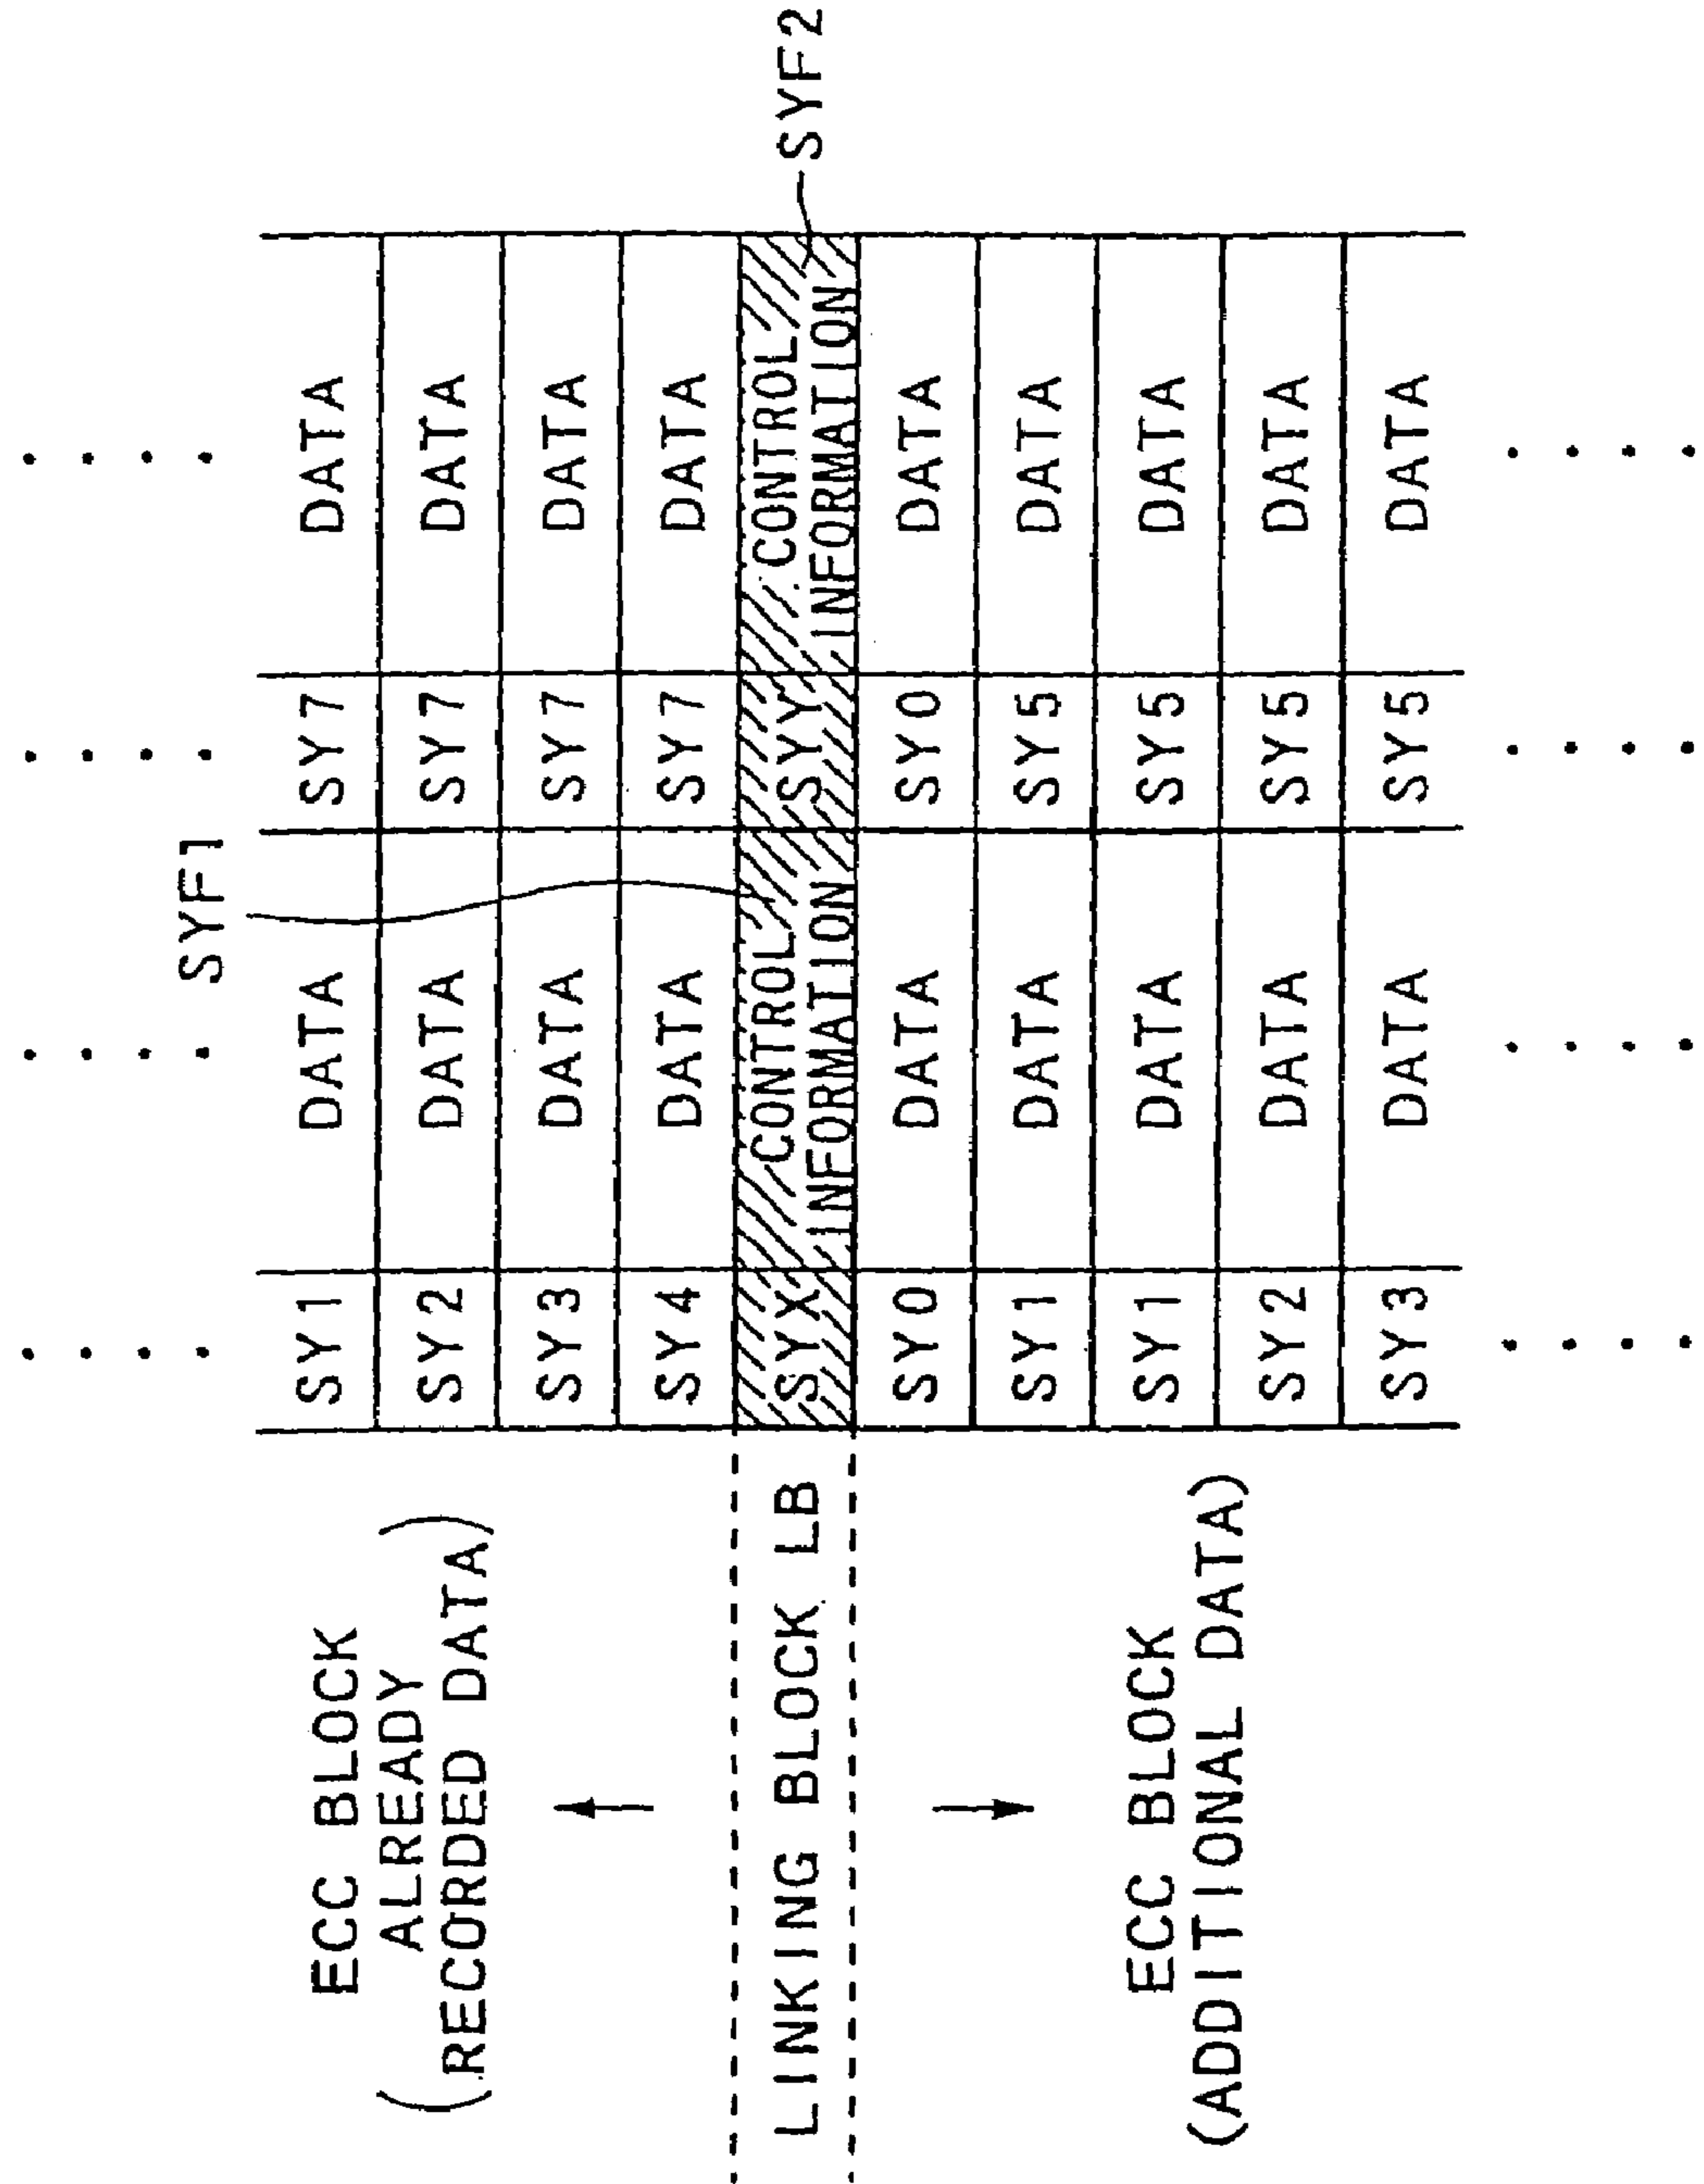 SYF1
SY1 DATA SY7 DATA
SY2 DATA SY7 DATA
SY3 DATA SY7 DATA
SY4 DATA SY7 DATA
SYX CONTROL INFORMATION SYY CONTROL INFORMATION
SYF2
SY0 DATA SY0 DATA
SY1 DATA SY5 DATA
SY1 DATA SY5 DATA
SY2 DATA SY5 DATA
SY3 DATA SY5 DATA
ECC BLOCK
ALREADY
(RECORDED DATA)
LINKING BLOCK LB
ECC BLOCK
(ADDITIONAL DATA)